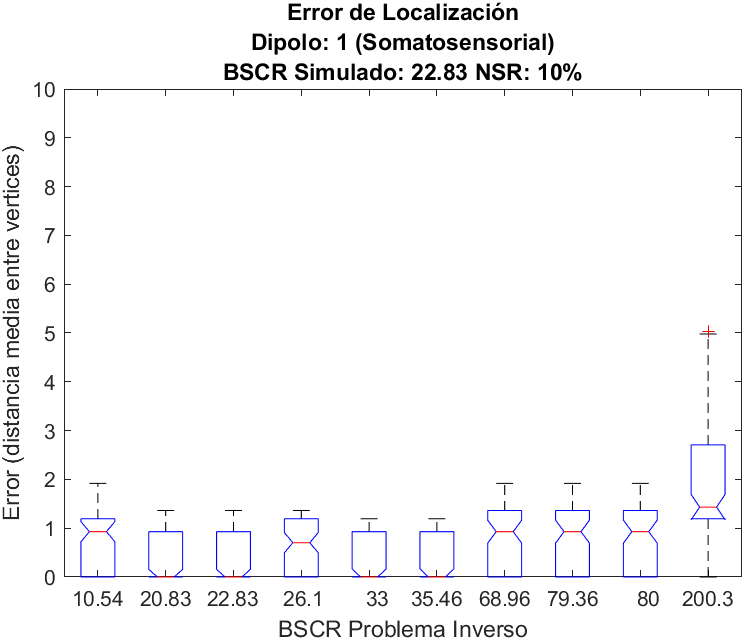 Error de Localización
Dipolo: 1 (Somatosensorial)
BSCR Simulado: 22.83 NSR: 10%
Error (distancia media entre vertices)
10
9
8
7
6
5
4
3
2
1
0
10.54 20.83 22.83 26.1 33 35.46 68.96 79.36 80 200.3
BSCR Problema Inverso